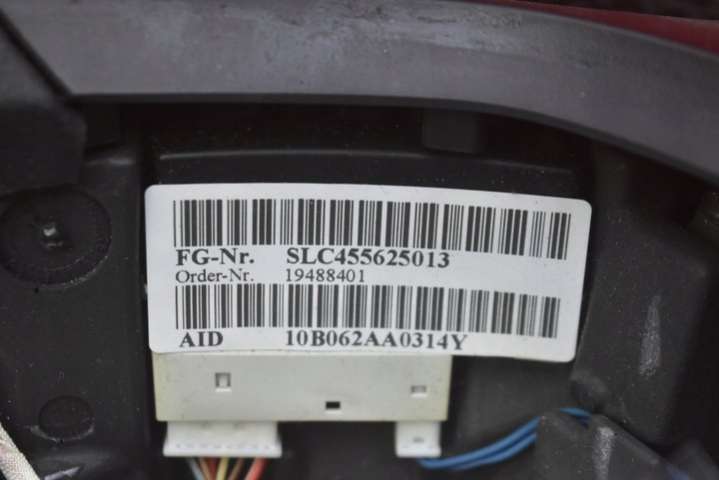 FG-Nr. SLC455625013
Order-Nr. 19488401
AID 10B062AA0314Y